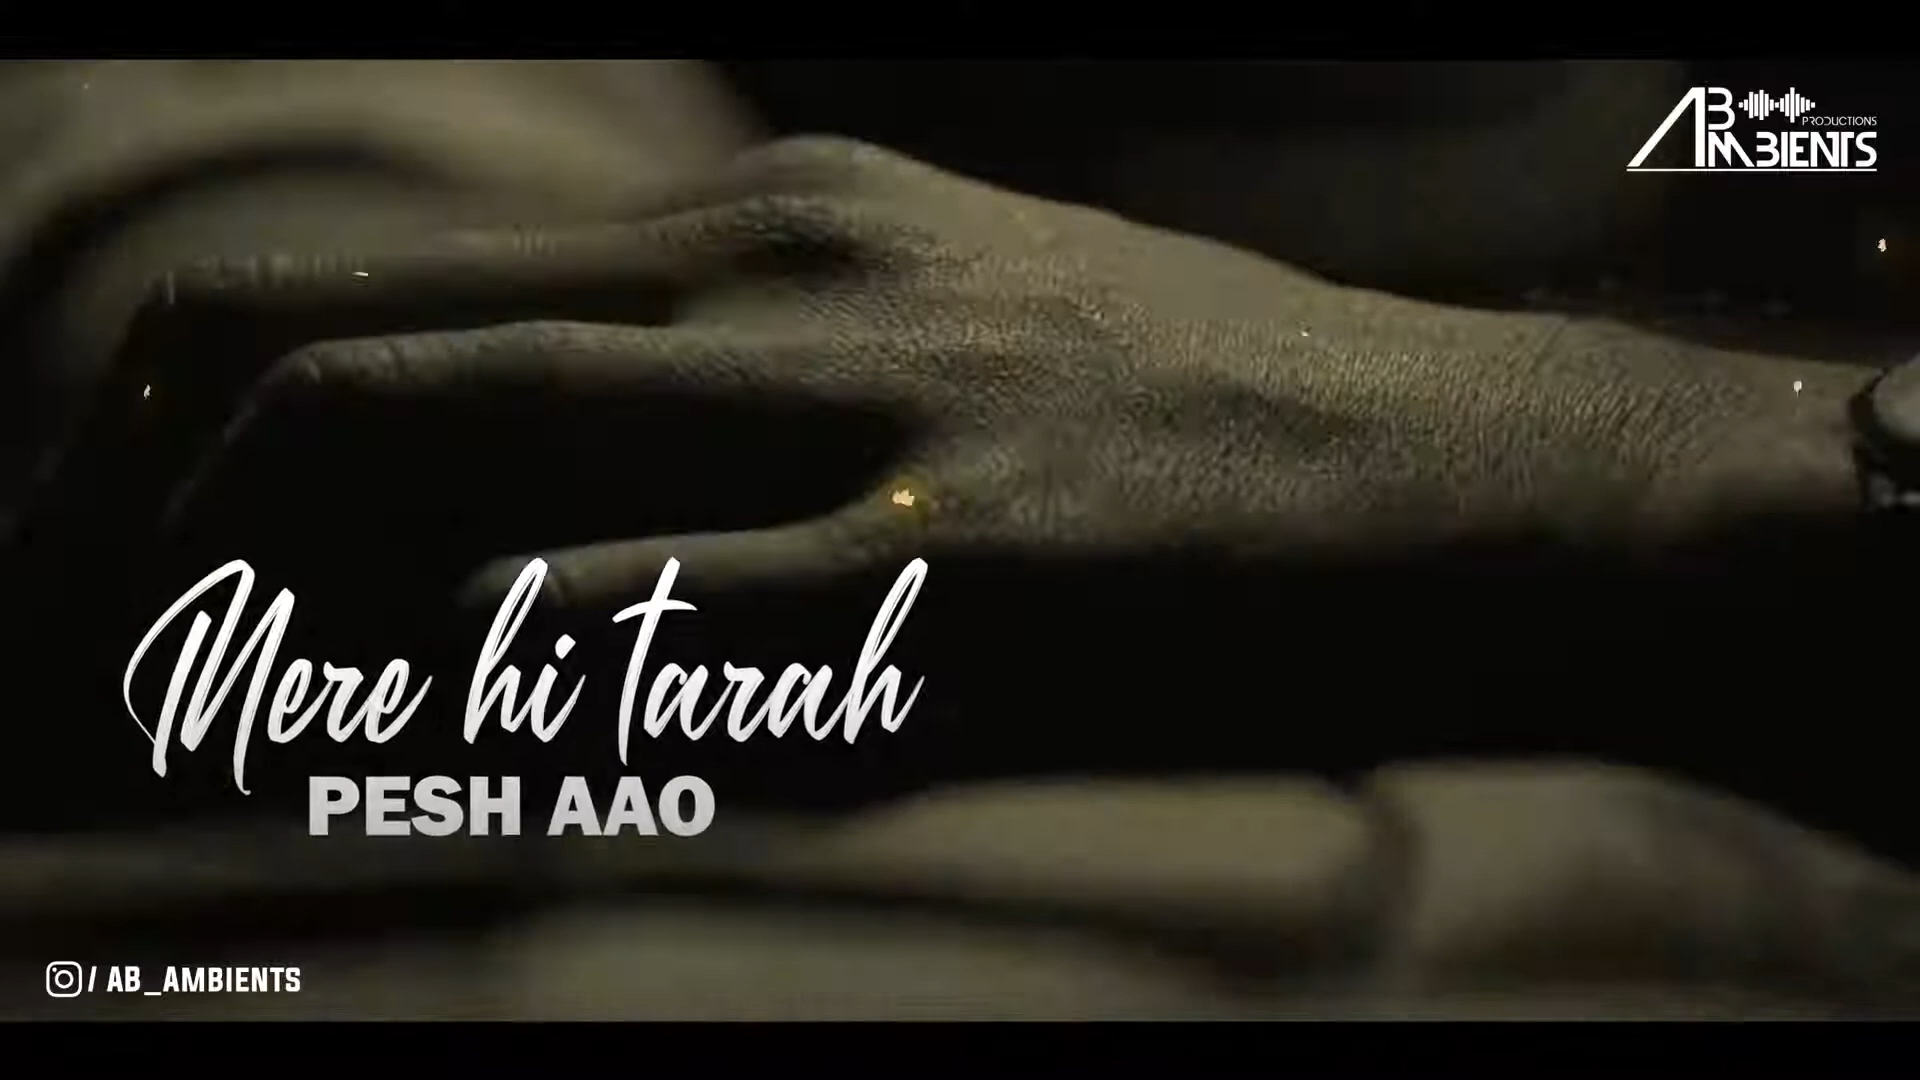 AB
PRODUCTIONS
AMBIENTS
Mere hi tarah
PESH AAO
/ AB_AMBIENTS